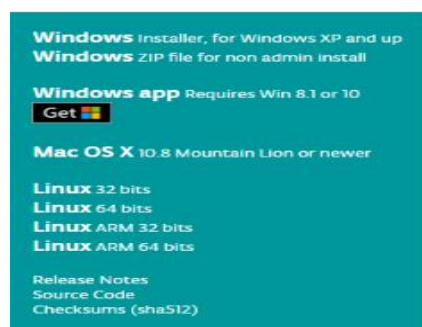 Windows Installer, for Windows XP and up
Windows ZIP file for non admin install
Windows app Requires Win 8.1 or 10
Get
Mac OS X 10.8 Mountain Lion or newer
Linux 32 bits
Linux 64 bits
Linux ARM 32 bits
Linux ARM 64 bits
Release Notes
Source Code
Checksums (sha512)